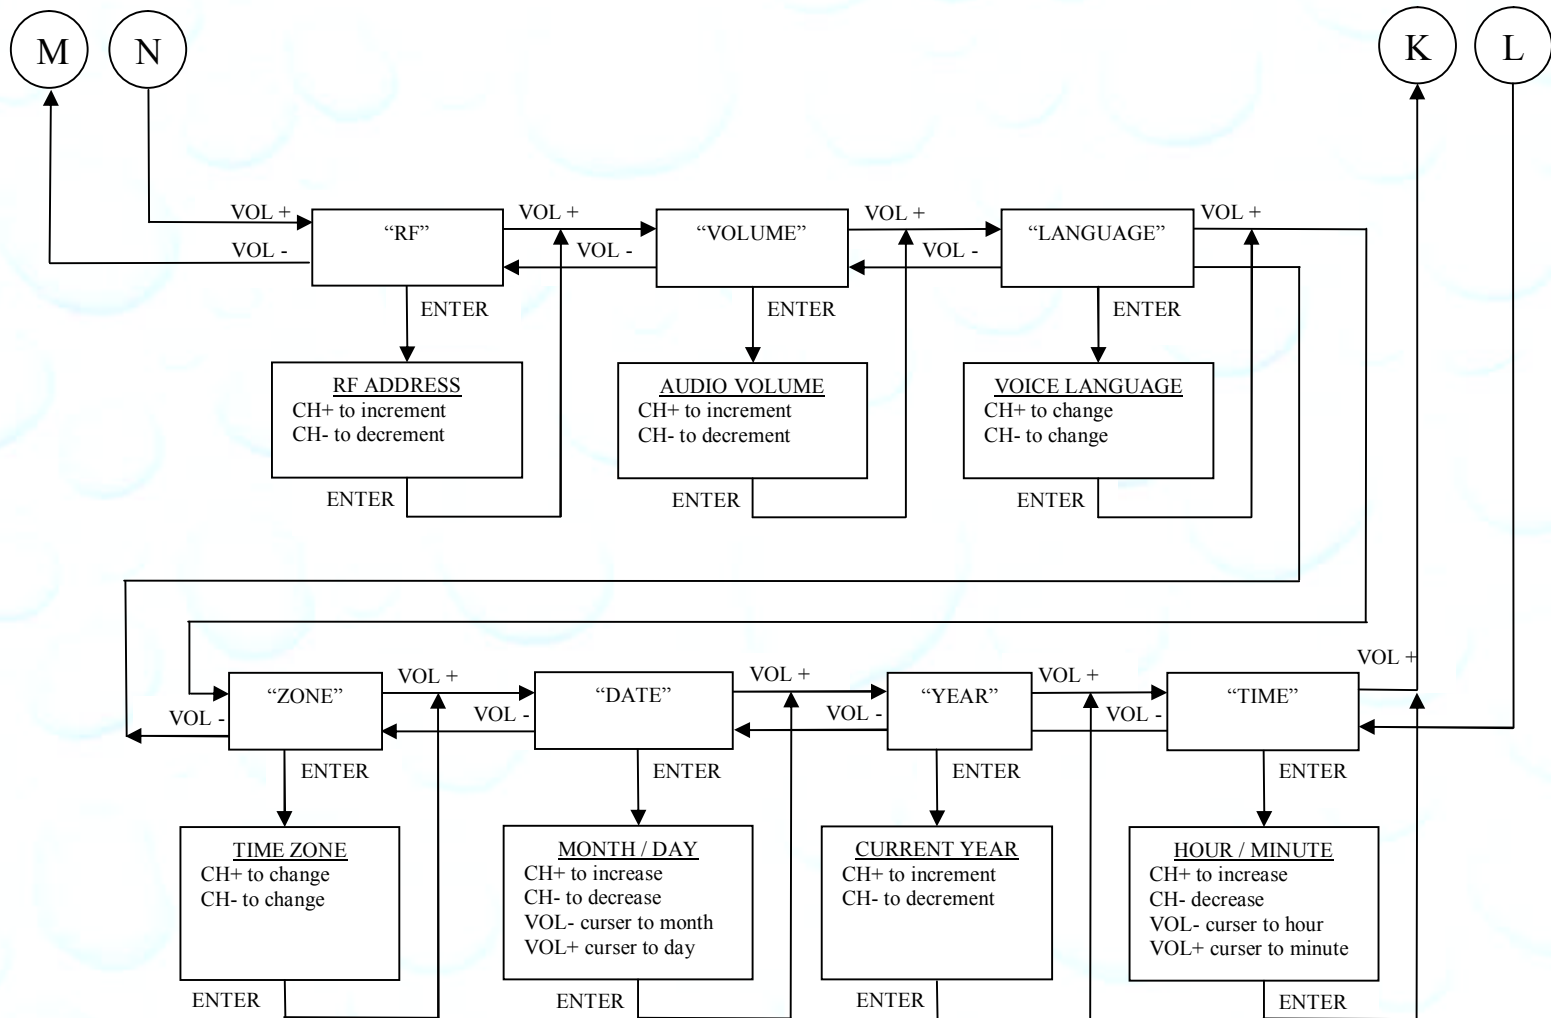 M N K L
VOL + VOL + VOL + VOL +
“RF” “VOLUME” “LANGUAGE”
VOL - VOL - VOL -
ENTER ENTER ENTER
RF ADDRESS
CH+ to increment
CH- to decrement
ENTER
AUDIO VOLUME
CH+ to increment
CH- to decrement
ENTER
VOICE LANGUAGE
CH+ to change
CH- to change
ENTER
VOL + VOL + VOL + VOL +
“ZONE” “DATE” “YEAR” “TIME”
VOL - VOL - VOL - VOL -
ENTER ENTER ENTER ENTER
TIME ZONE
CH+ to change
CH- to change
ENTER
MONTH / DAY
CH+ to increase
CH- to decrease
VOL- curser to month
VOL+ curser to day
ENTER
CURRENT YEAR
CH+ to increment
CH- to decrement
ENTER
HOUR / MINUTE
CH+ to increase
CH- decrease
VOL- curser to hour
VOL+ curser to minute
ENTER